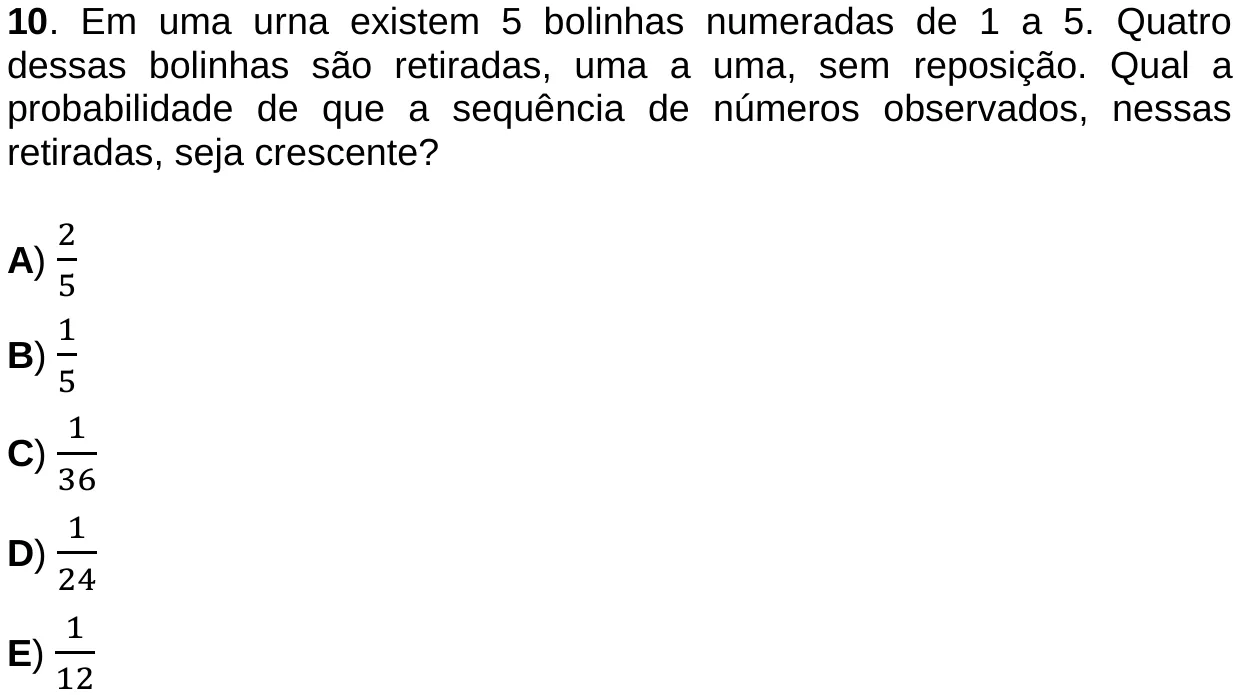 10. Em uma urna existem 5 bolinhas numeradas de 1 a 5. Quatro
dessas bolinhas são retiradas, uma a uma, sem reposição. Qual a
probabilidade de que a sequência de números observados, nessas
retiradas, seja crescente?
A) 2/5
B) 1/5
C) 1/36
D) 1/24
E) 1/12